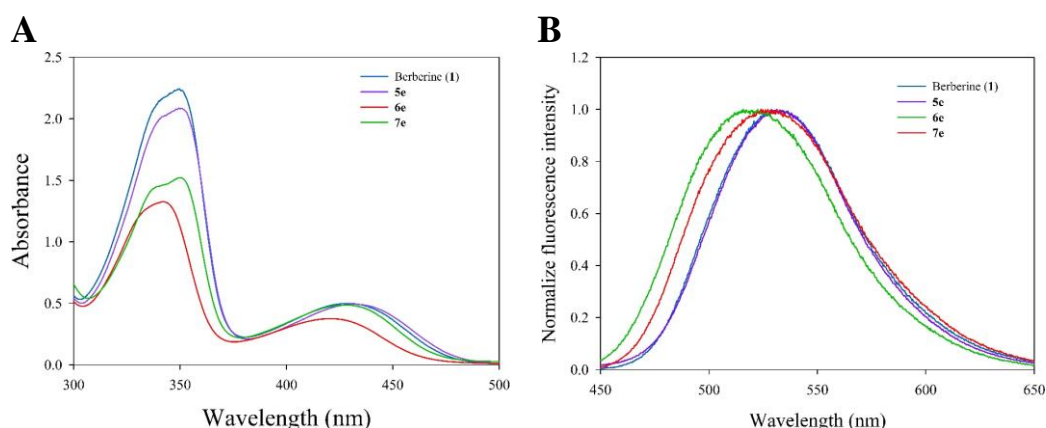 A
Absorbance
2.5
2.0
1.5
1.0
0.5
0.0
300
350
400
450
500
Wavelength (nm)
Berberine (1)
5e
6e
7e
B
Normalize fluorescence intensity
1.2
1.0
0.8
0.6
0.4
0.2
0.0
450
500
550
600
650
Wavelength (nm)
Berberine (1)
5e
6e
7e